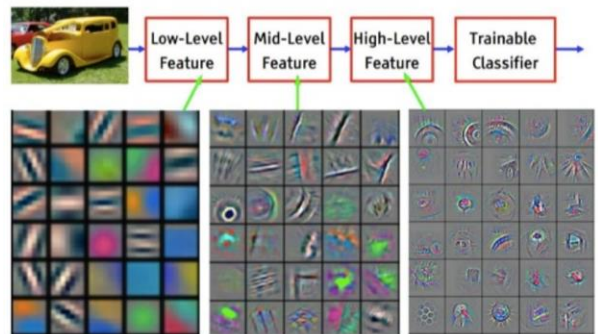 Low-Level
Feature
Mid-Level
Feature
High-Level
Feature
Trainable
Classifier